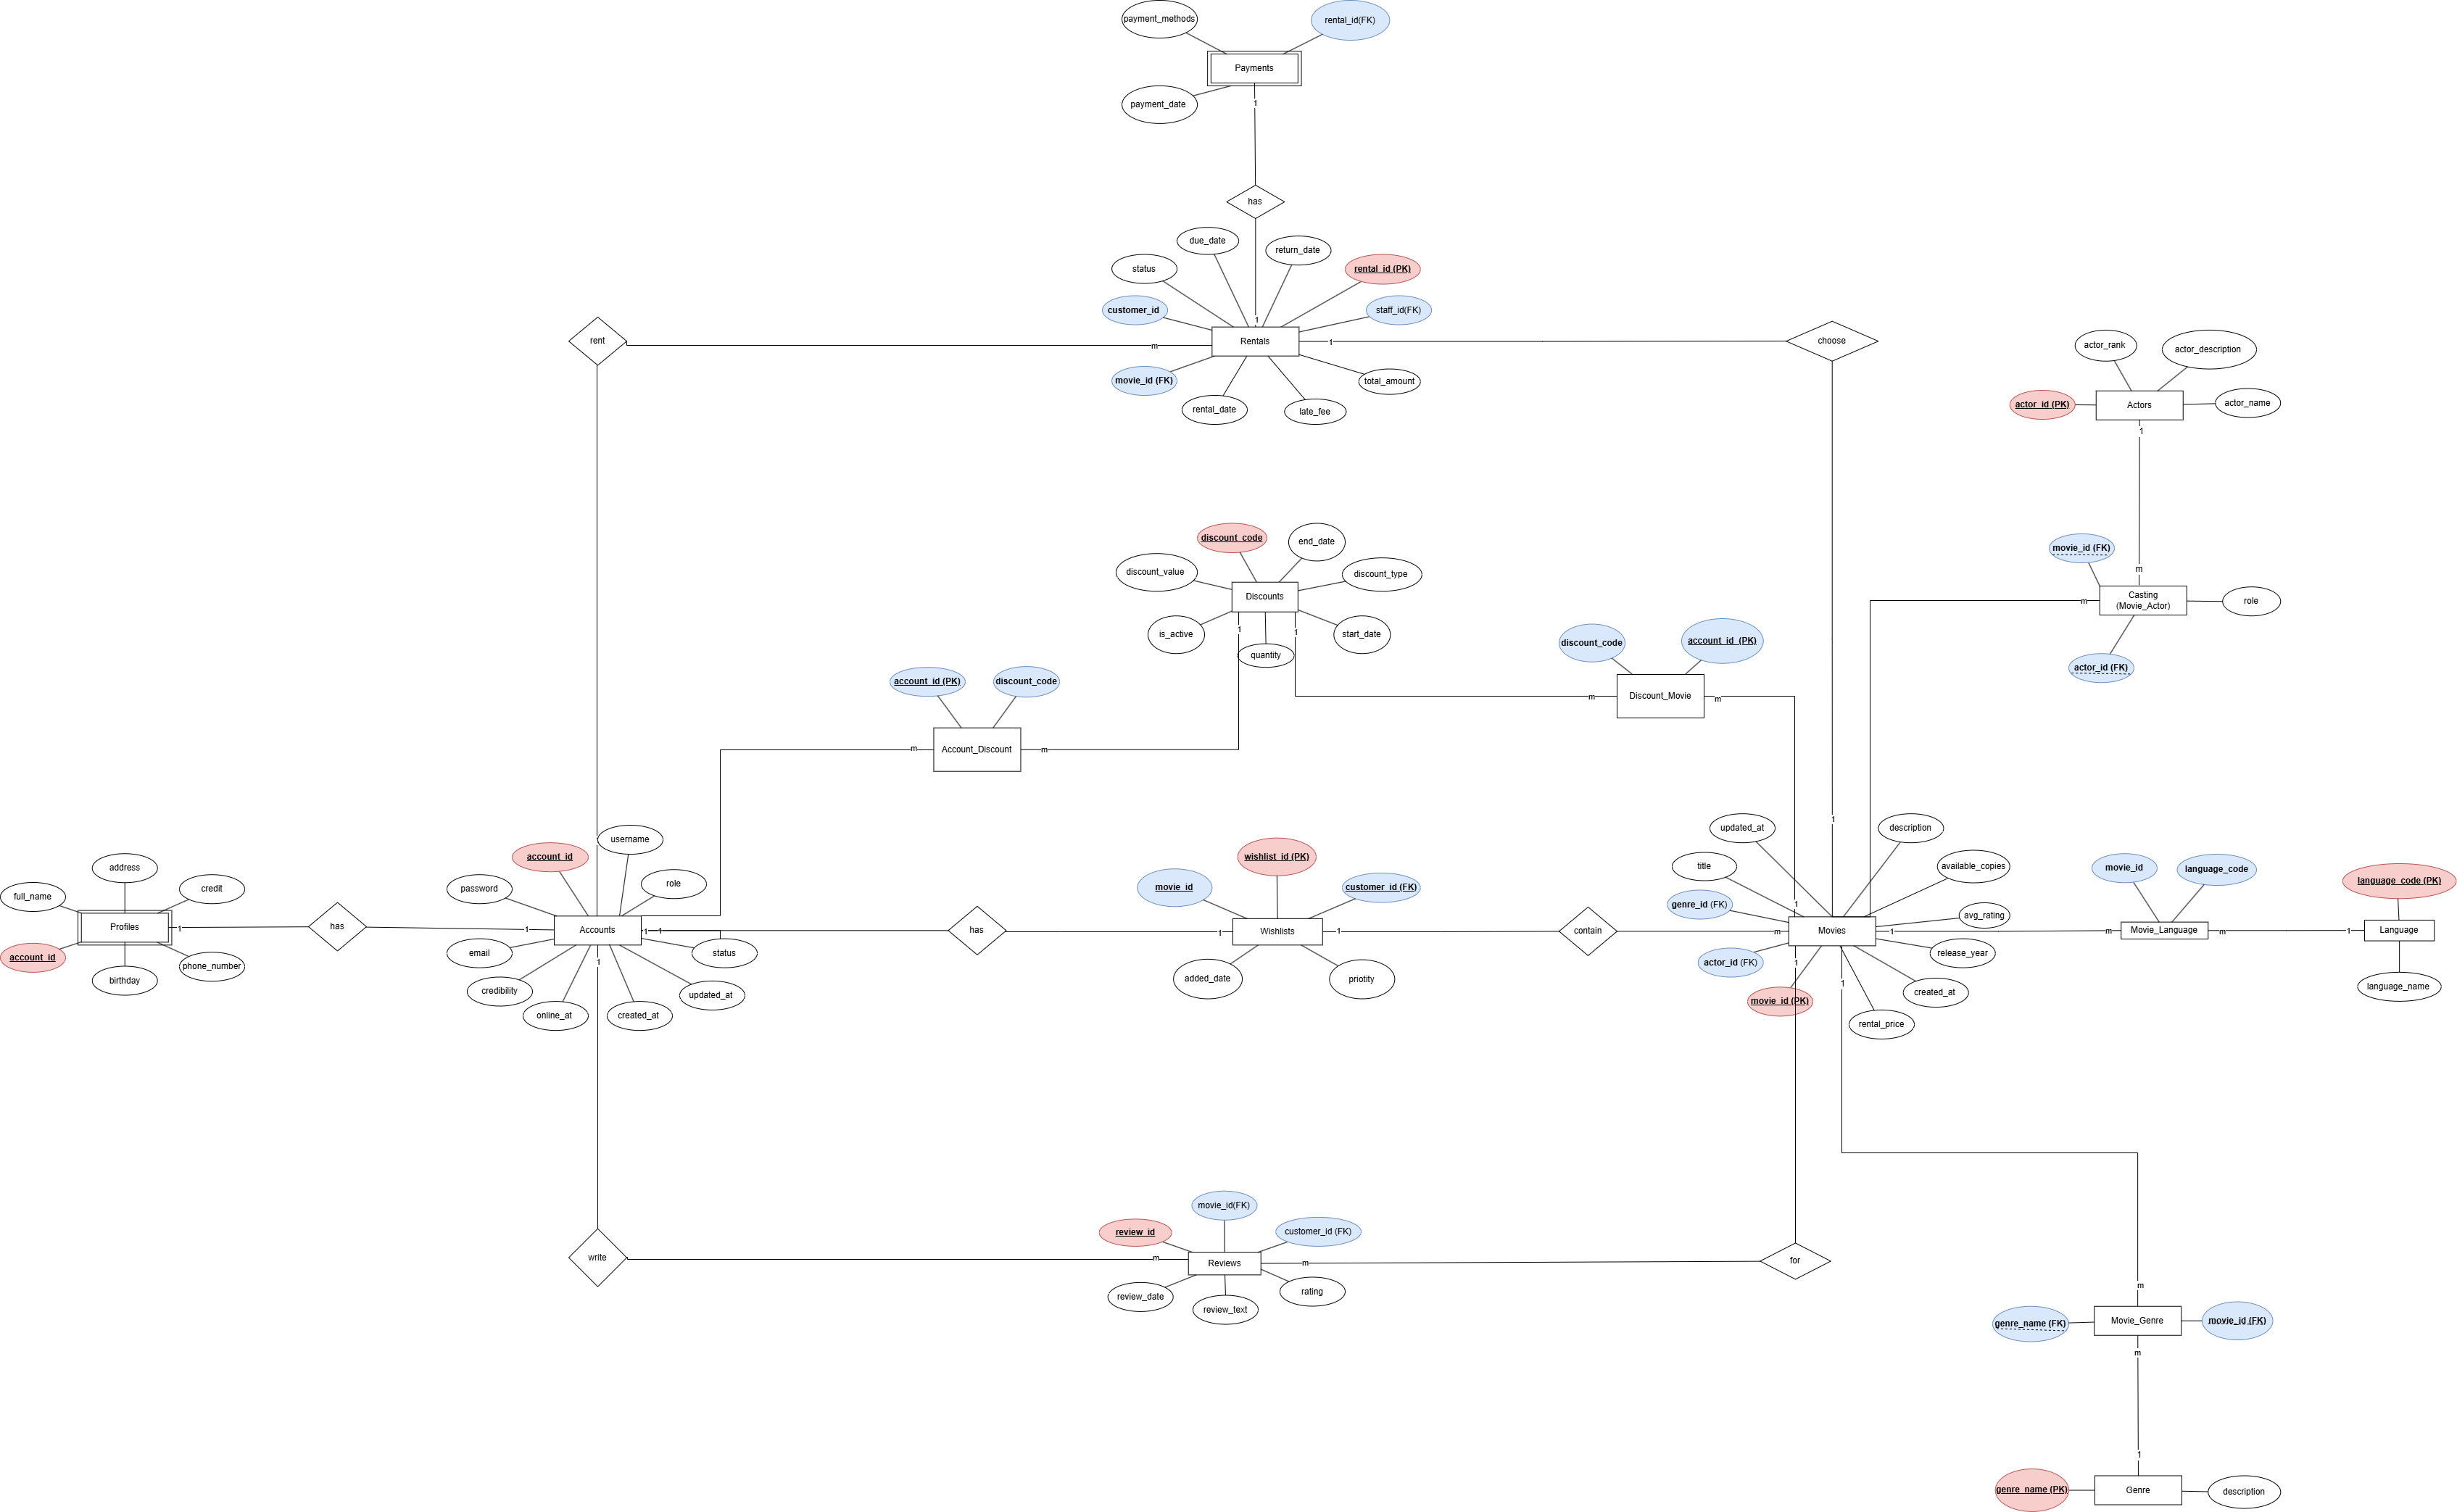 payment_methods
rental_id(FK)
Payments
payment_date
1
has
due_date
return_date
status
rental_id (PK)
customer_id
staff_id(FK)
1
rent
m
Rentals
1
choose
movie_id (FK)
total_amount
rental_date
late_fee
actor_rank
actor_description
actor_id (PK)
Actors
actor_name
1
discount_code
end_date
discount_value
discount_type
movie_id (FK)
m
Discounts
Casting
(Movie_Actor)
m
role
is_active
1
1
start_date
quantity
discount_code
account_id (PK)
actor_id (FK)
account_id (PK)
discount_code
m
Discount_Movie
m
m
Account_Discount
m
1
username
updated_at
description
account_id
wishlist_id (PK)
address
title
available_copies
movie_id
language_code
full_name
credit
password
role
movie_id
customer_id (FK)
language_code (PK)
genre_id (FK)
1
avg_rating
Profiles
1
has
1
Accounts
1
1
has
1
Wishlists
1
contain
m
Movies
1
m
Movie_Language
m
1
Language
account_id
email
status
release_year
phone_number
1
actor_id (FK)
1
birthday
credibility
updated_at
added_date
priotity
1
created_at
language_name
movie_id (PK)
online_at
created_at
rental_price
movie_id(FK)
review_id
customer_id (FK)
write
m
Reviews
m
for
review_date
review_text
rating
m
genre_name (FK)
Movie_Genre
movie_id (FK)
m
1
genre_name (PK)
Genre
description